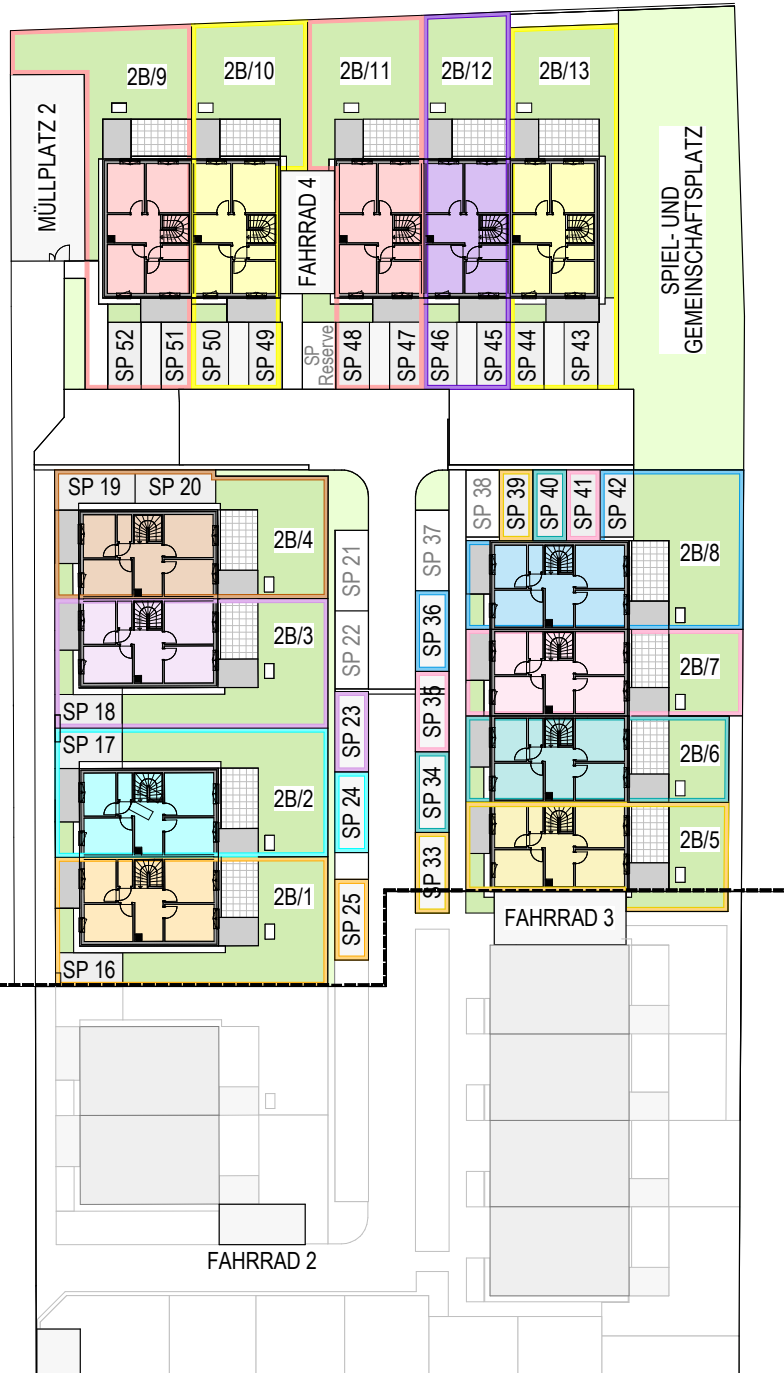 2B/9
2B/10
2B/11
2B/12
2B/13
MÜLLPLATZ 2
FAHRRAD 4
SPIEL- UND
GEMEINSCHAFTSPLATZ
SP 52
SP 51
SP 50
SP 49
SP
Reserve
SP 48
SP 47
SP 46
SP 45
SP 44
SP 43
SP 19
SP 20
2B/4
SP 21
SP 37
SP 38
SP 39
SP 40
SP 41
SP 42
2B/8
2B/3
SP 22
SP 36
2B/7
SP 18
SP 23
SP 35
SP 17
2B/6
2B/2
SP 24
SP 34
2B/5
2B/1
SP 25
SP 33
FAHRRAD 3
SP 16
FAHRRAD 2